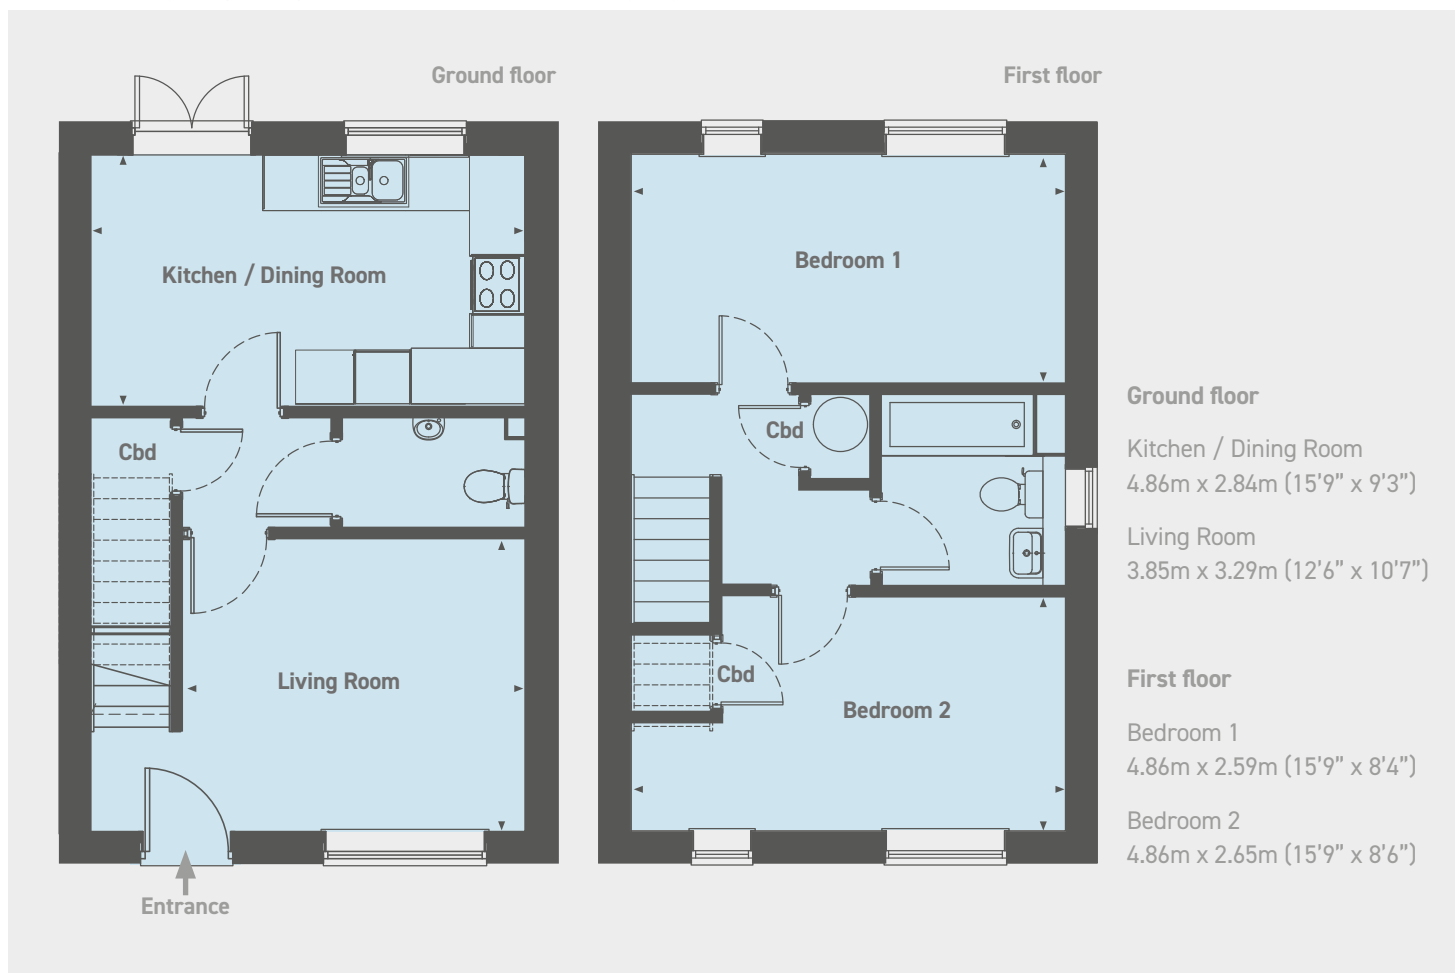 Ground floor
First floor
Kitchen / Dining Room
Bedroom 1
Cbd
Cbd
Living Room
Cbd
Bedroom 2
Entrance
Ground floor
Kitchen / Dining Room
4.86m x 2.84m (15’9” x 9’3”)
Living Room
3.85m x 3.29m (12’6” x 10’7”)
First floor
Bedroom 1
4.86m x 2.59m (15’9” x 8’4”)
Bedroom 2
4.86m x 2.65m (15’9” x 8’6”)